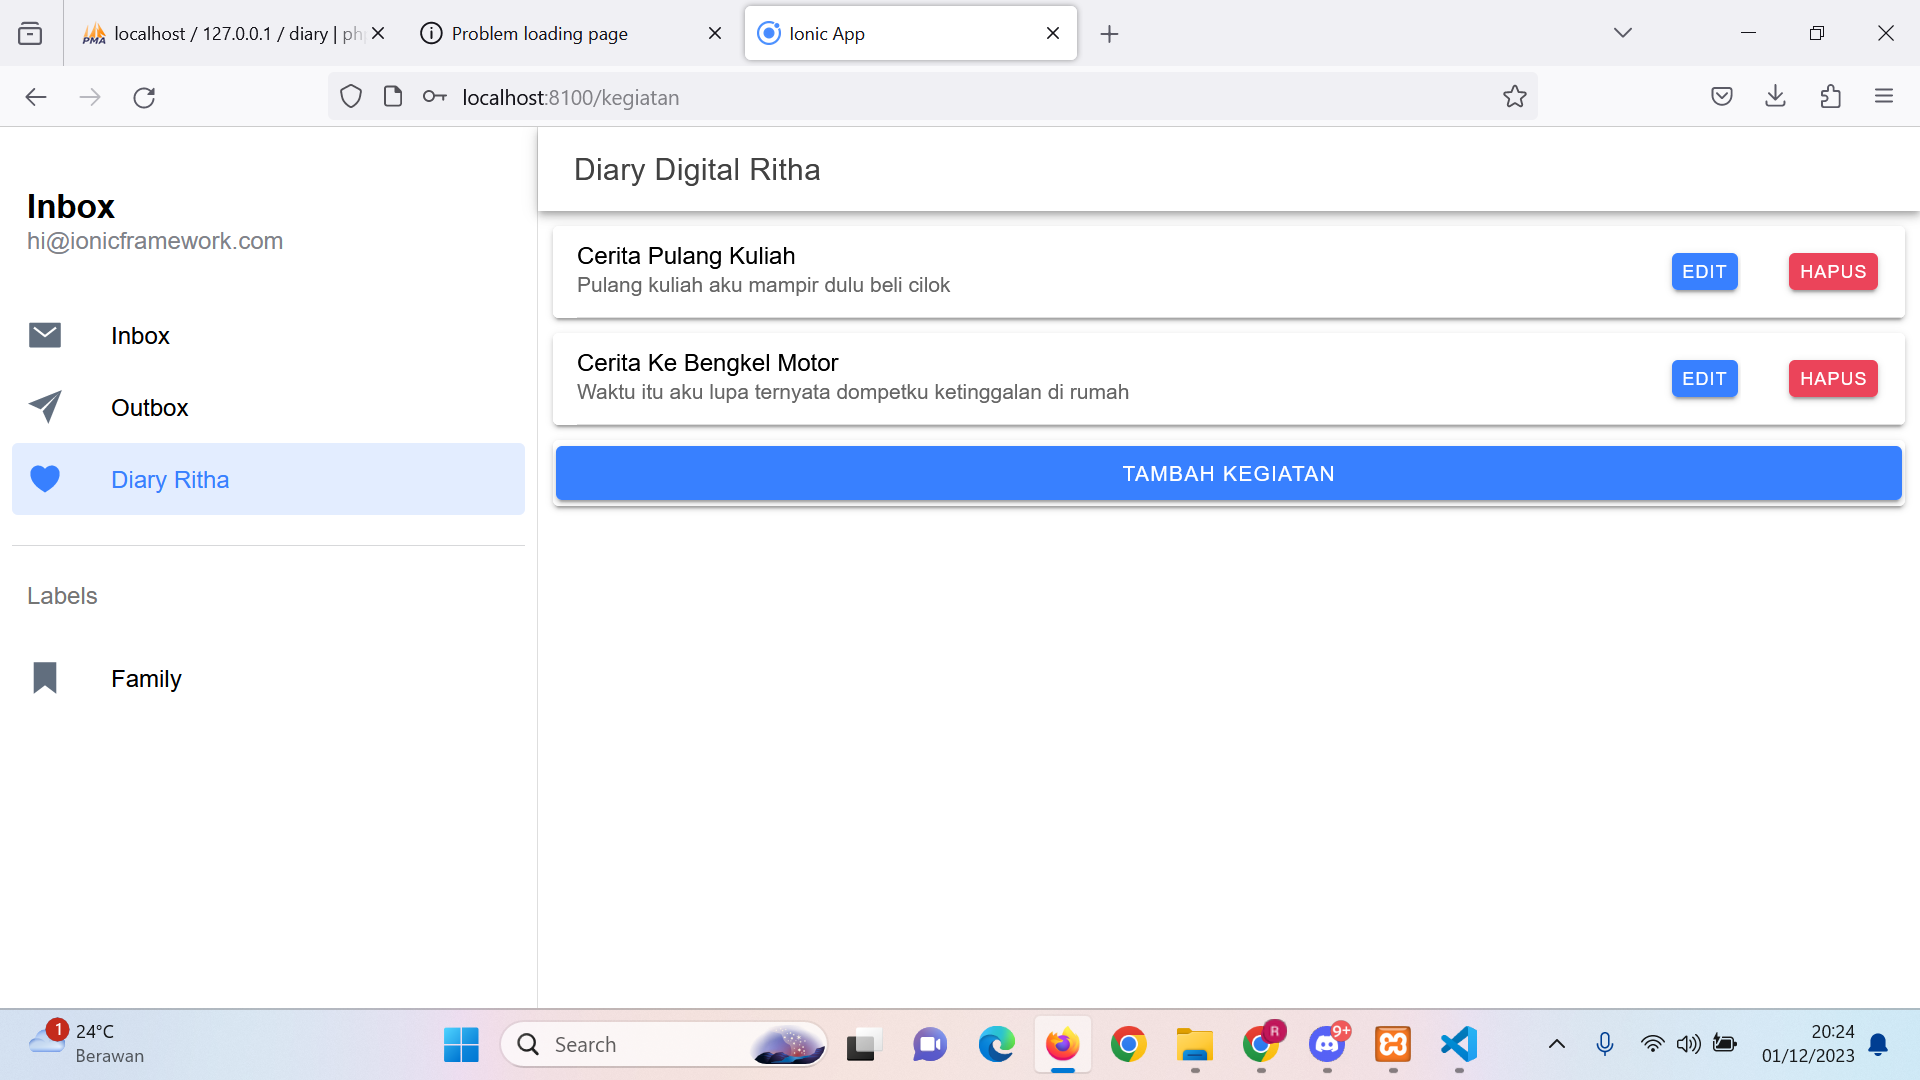 localhost / 127.0.0.1 / diary | ph
Problem loading page
Ionic App
localhost:8100/kegiatan
Inbox
hi@ionicframework.com
Inbox
Outbox
Diary Ritha
Labels
Family
Diary Digital Ritha
Cerita Pulang Kuliah
Pulang kuliah aku mampir dulu beli cilok
EDIT
HAPUS
Cerita Ke Bengkel Motor
Waktu itu aku lupa ternyata dompetku ketinggalan di rumah
EDIT
HAPUS
TAMBAH KEGIATAN
1
24°C
Berawan
Search
R
9+
20:24
01/12/2023